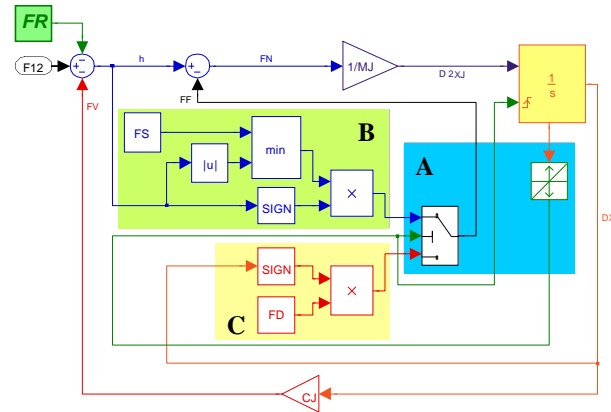 FR
F12
h
FN
1/MJ
D 2XJ
1
s
FV
FF
FS
min
B
|u|
A
SIGN
×
DX
SIGN
×
FD
C
CJ